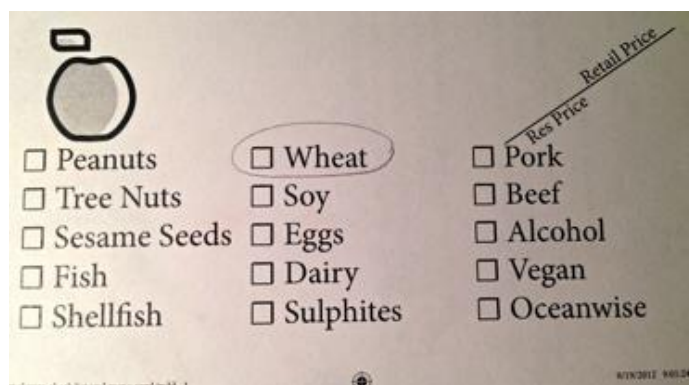 Retail Price
Res Price
Peanuts
Tree Nuts
Sesame Seeds
Fish
Shellfish
Wheat
Soy
Eggs
Dairy
Sulphites
Pork
Beef
Alcohol
Vegan
Oceanwise